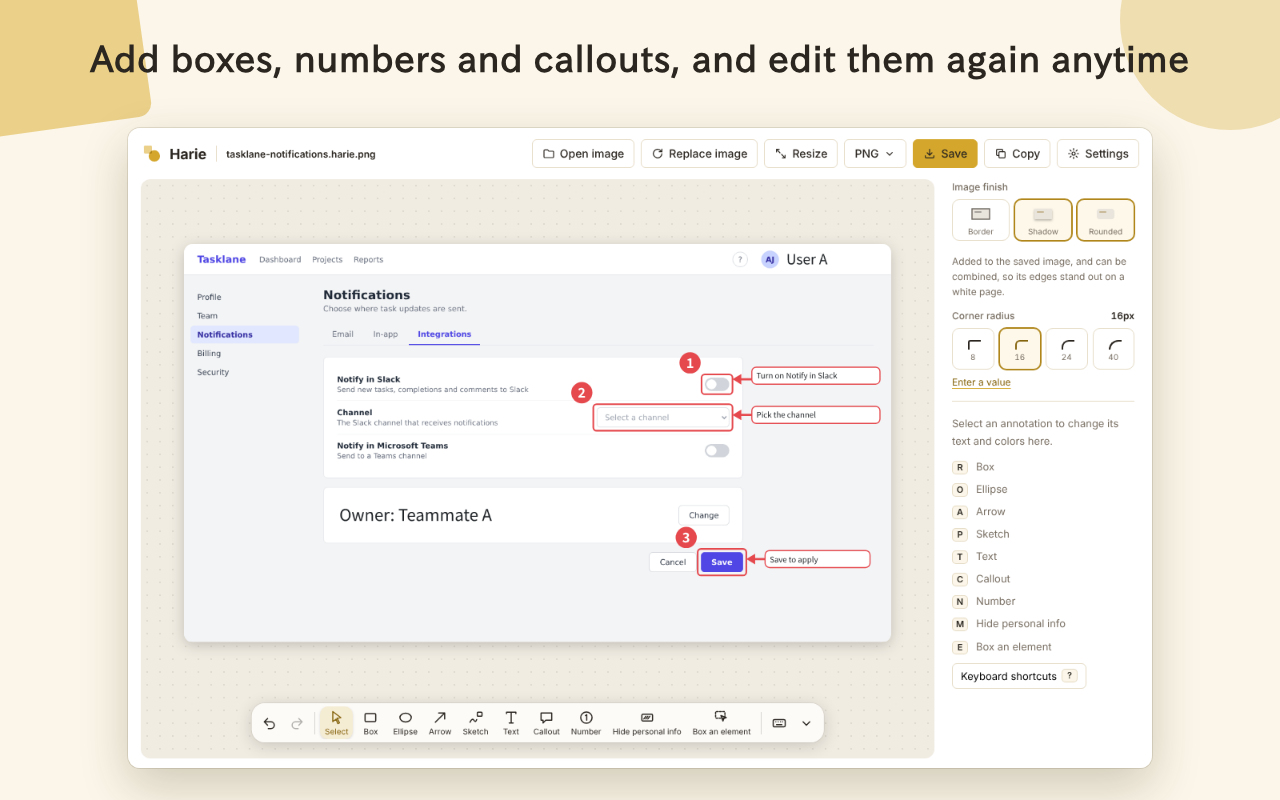 Add boxes, numbers and callouts, and edit them again anytime
Harie
tasklane-notifications.harie.png
Open image
Replace image
Resize
PNG
Save
Copy
Settings
Tasklane
Dashboard
Projects
Reports
?
AJ
User A
Profile
Team
Notifications
Billing
Security
Notifications
Choose where task updates are sent.
Email
In-app
Integrations
1
Notify in Slack
Send new tasks, completions and comments to Slack
Turn on Notify in Slack
2
Channel
The Slack channel that receives notifications
Select a channel
Pick the channel
Notify in Microsoft Teams
Send to a Teams channel
Owner: Teammate A
Change
3
Cancel
Save
Save to apply
Select
Box
Ellipse
Arrow
Sketch
Text
Callout
Number
Hide personal info
Box an element
Image finish
Border
Shadow
Rounded
Added to the saved image, and can be
combined, so its edges stand out on a
white page.
Corner radius
16px
8
16
24
40
Enter a value
Select an annotation to change its
text and colors here.
R Box
O Ellipse
A Arrow
P Sketch
T Text
C Callout
N Number
M Hide personal info
E Box an element
Keyboard shortcuts ?